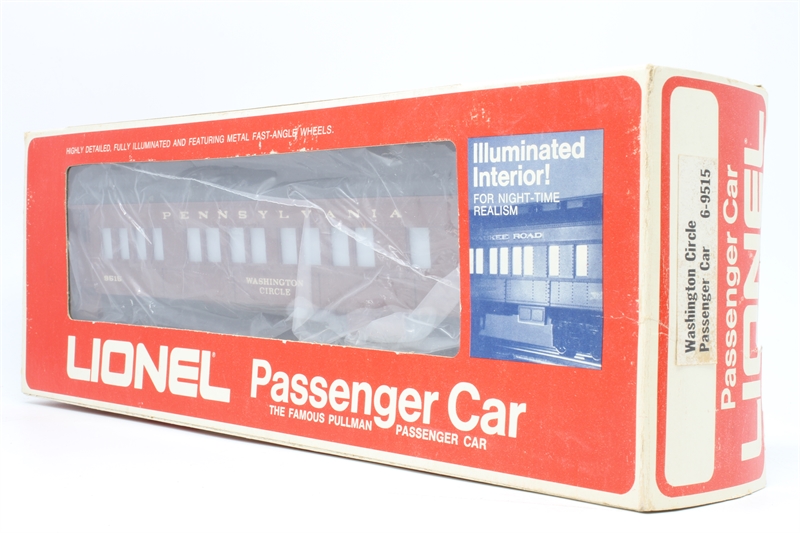 HIGHLY DETAILED, FULLY ILLUMINATED AND FEATURING METAL FAST-ANGLE WHEELS.
PENNSYLVANIA
WASHINGTON
CIRCLE
Illuminated
Interior!
FOR NIGHT-TIME
REALISM
ROAD
LIONEL
Passenger Car
THE FAMOUS PULLMAN PASSENGER CAR
Washington Circle
Passenger Car 6-9515
Passenger Car
LIONEL